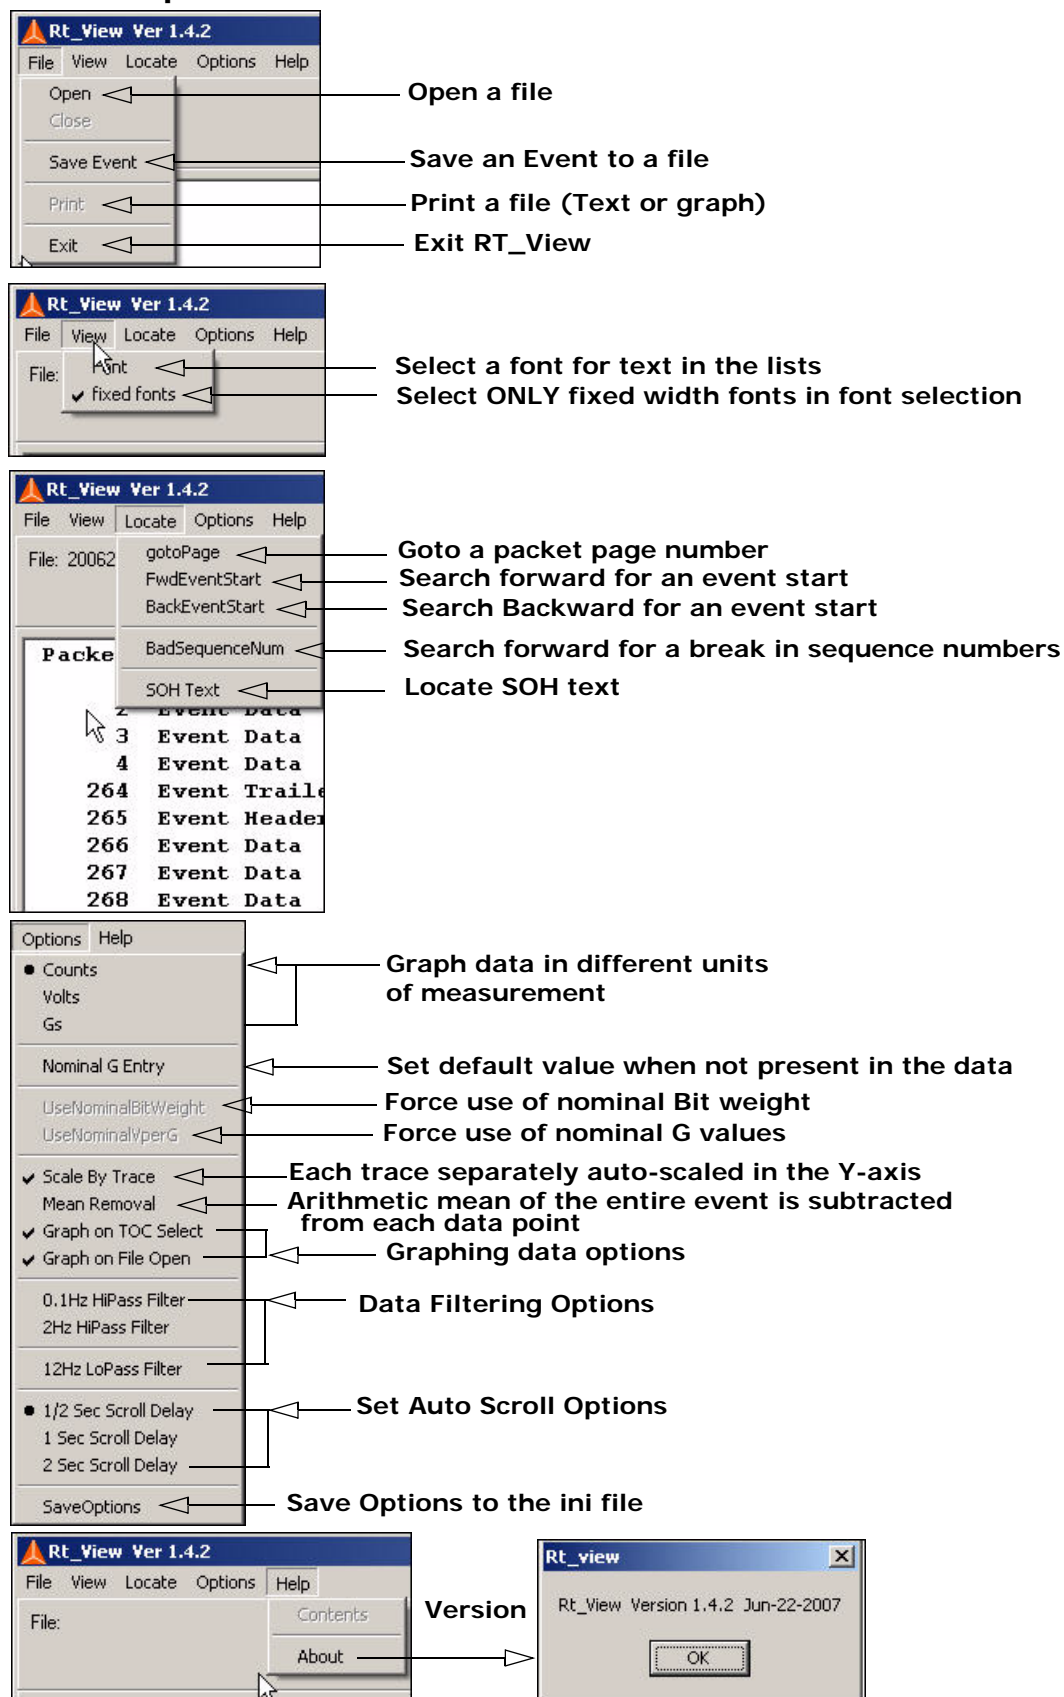 Rt_View Ver 1.4.2
File View Locate Options Help
Open
Open a file
Close
Save Event
Save an Event to a file
Print
Print a file (Text or graph)
Exit
Exit RT_View
Rt_View Ver 1.4.2
File View Locate Options Help
File:
Select a font for text in the lists
fixed fonts
Select ONLY fixed width fonts in font selection
Rt_View Ver 1.4.2
File View Locate Options Help
File: 20062
gotoPage
Goto a packet page number
FwdEventStart
Search forward for an event start
BackEventStart
Search Backward for an event start
Packe
BadSequenceNum
Search forward for a break in sequence numbers
SOH Text
Locate SOH text
2 Event Data
3 Event Data
4 Event Data
264 Event Traile
265 Event Header
266 Event Data
267 Event Data
268 Event Data
Options Help
Counts
Graph data in different units
Volts
of measurement
Gs
Nominal G Entry
Set default value when not present in the data
UseNominalBitWeight
Force use of nominal Bit weight
UseNominalVperG
Force use of nominal G values
Scale By Trace
Each trace separately auto-scaled in the Y-axis
Mean Removal
Arithmetic mean of the entire event is subtracted
from each data point
Graph on TOC Select
Graph on File Open
Graphing data options
0.1Hz HiPass Filter
Data Filtering Options
2Hz HiPass Filter
12Hz LoPass Filter
1/2 Sec Scroll Delay
Set Auto Scroll Options
1 Sec Scroll Delay
2 Sec Scroll Delay
SaveOptions
Save Options to the ini file
Rt_View Ver 1.4.2
File View Locate Options Help
File:
Contents
About
Version
Rt_view
Rt_View Version 1.4.2 Jun-22-2007
OK